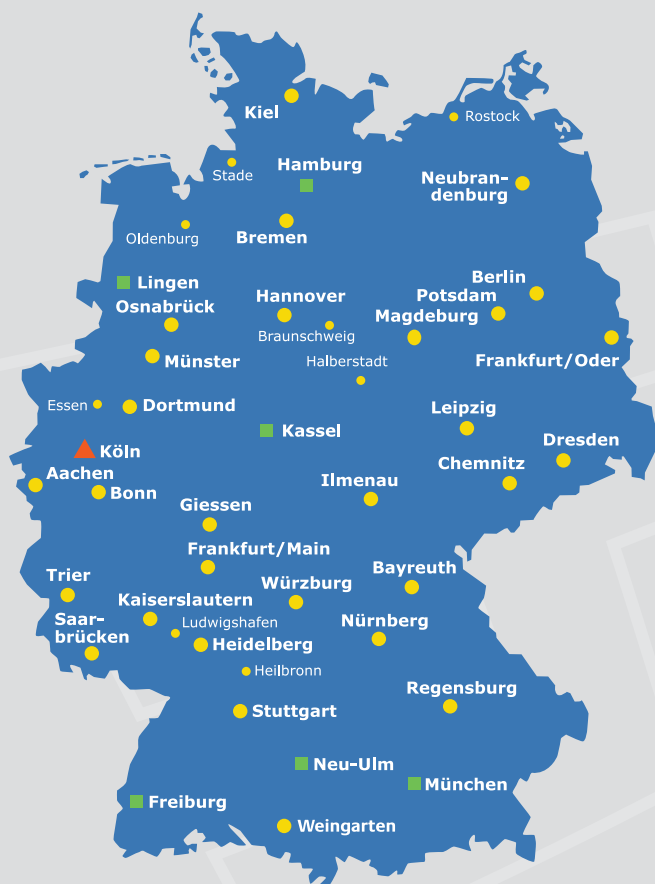 Kiel
Rostock
Stade
Hamburg
Neubran-
denburg
Oldenburg
Bremen
Lingen
Berlin
Osnabrück
Hannover
Potsdam
Magdeburg
Braunschweig
Münster
Halberstadt
Frankfurt/Oder
Essen
Dortmund
Leipzig
Kassel
Köln
Dresden
Aachen
Chemnitz
Bonn
Ilmenau
Giessen
Frankfurt/Main
Trier
Bayreuth
Würzburg
Kaiserslautern
Saar-
brücken
Ludwigshafen
Nürnberg
Heidelberg
Heilbronn
Regensburg
Stuttgart
Neu-Ulm
München
Freiburg
Weingarten